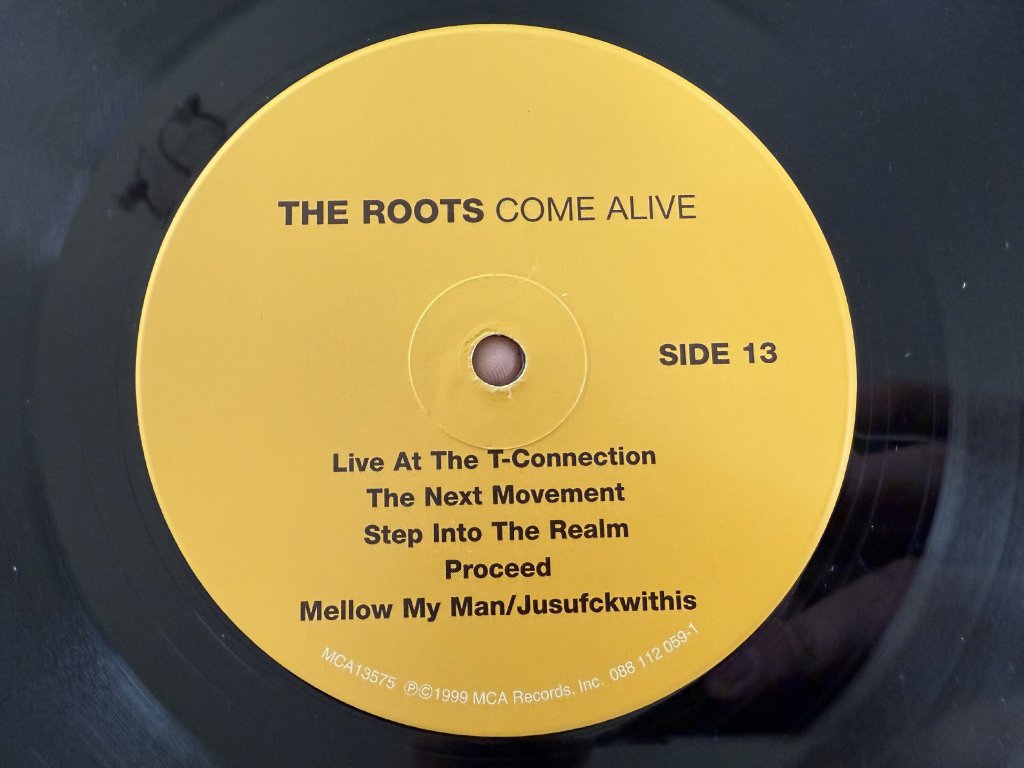 THE ROOTS COME ALIVE
SIDE 13
Live At The T-Connection
The Next Movement
Step Into The Realm
Proceed
Mellow My Man/Jusufckwithis
MCA13575 ℗©1999 MCA Records, Inc. 088 112 059-1